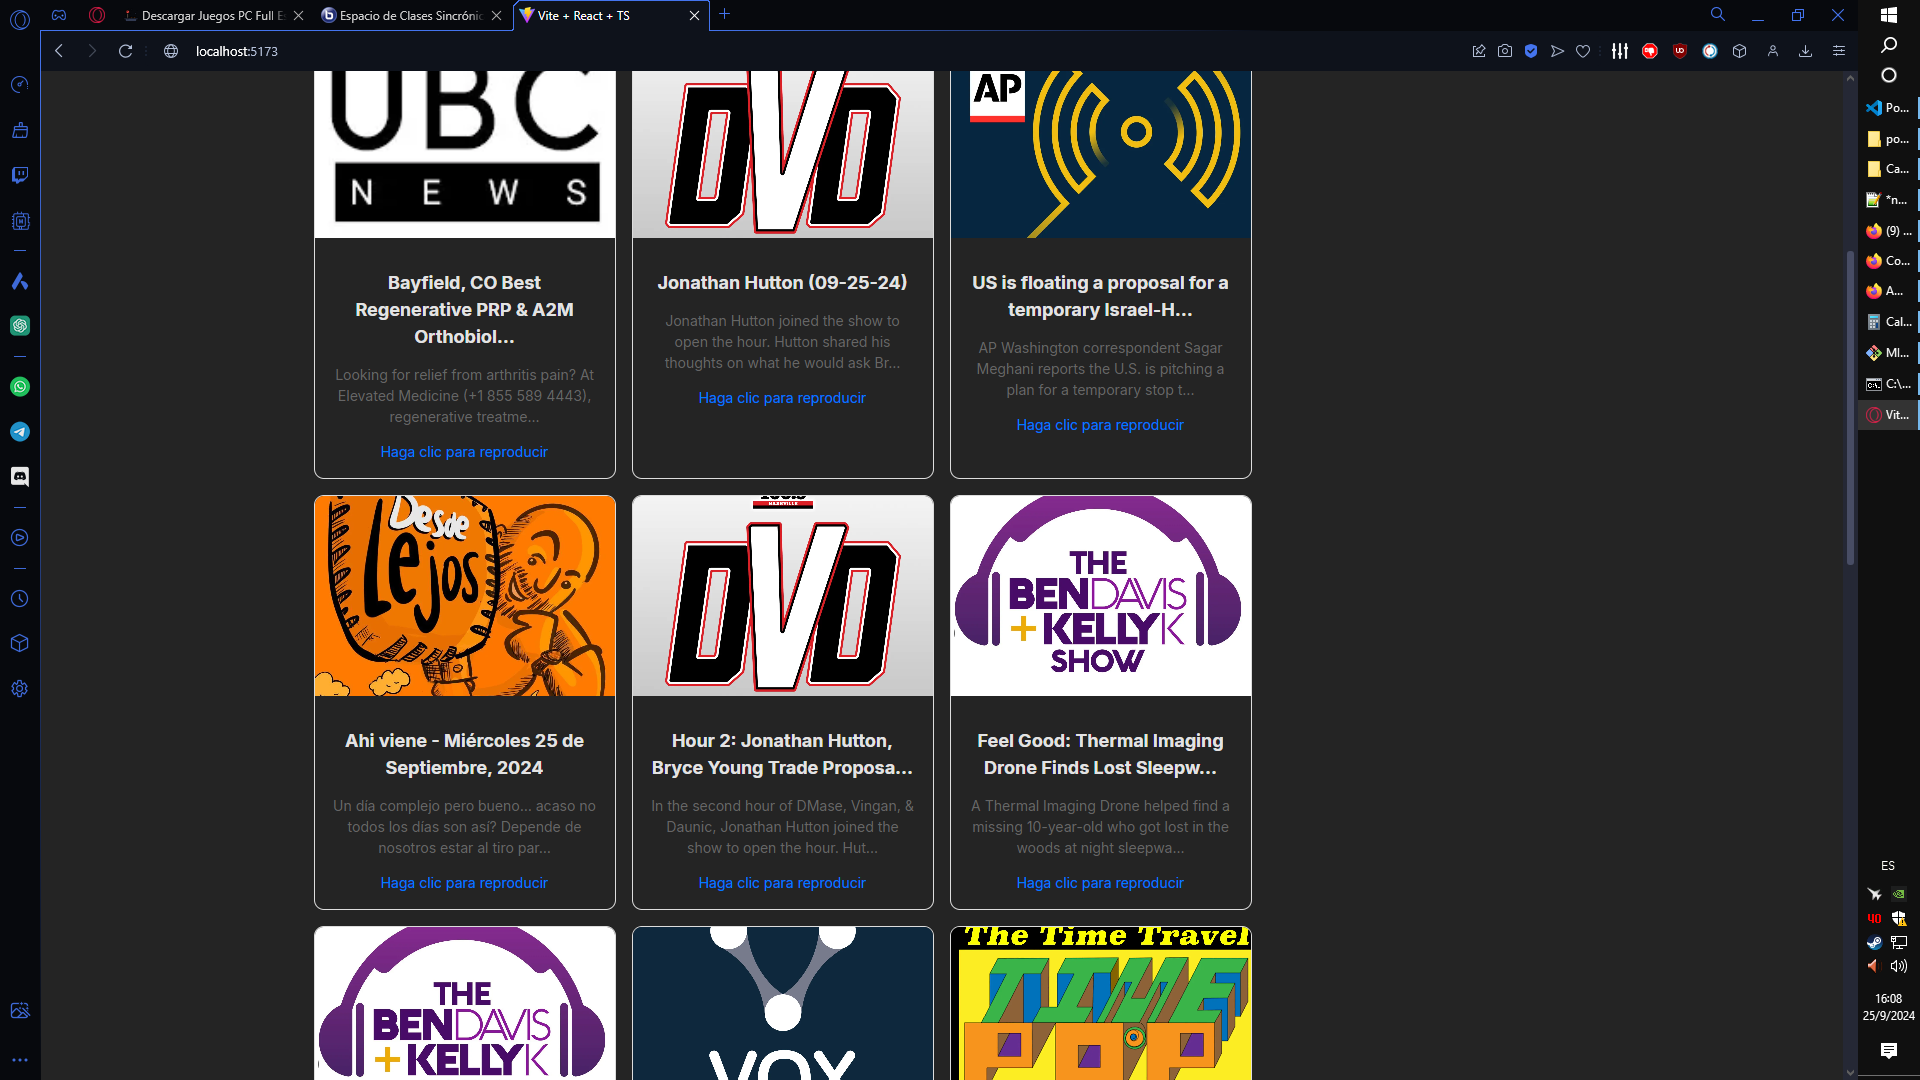 Descargar Juegos PC Full E
Espacio de Clases Sincrónic
Vite + React + TS
localhost:5173
UBC
NEWS
DVD
AP
Bayfield, CO Best
Regenerative PRP & A2M
Orthobiol...
Looking for relief from arthritis pain? At
Elevated Medicine (+1 855 589 4443),
regenerative treatme...
Haga clic para reproducir
Jonathan Hutton (09-25-24)
Jonathan Hutton joined the show to
open the hour. Hutton shared his
thoughts on what he would ask Br...
Haga clic para reproducir
US is floating a proposal for a
temporary Israel-H...
AP Washington correspondent Sagar
Meghani reports the U.S. is pitching a
plan for a temporary stop t...
Haga clic para reproducir
Desde
Lejos
NASHVILLE
DVD
THE
BENDAVIS
+KELLYK
SHOW
Ahi viene - Miércoles 25 de
Septiembre, 2024
Un día complejo pero bueno... acaso no
todos los días son así? Depende de
nosotros estar al tiro par...
Haga clic para reproducir
Hour 2: Jonathan Hutton,
Bryce Young Trade Proposa...
In the second hour of DMase, Vingan, &
Daunic, Jonathan Hutton joined the
show to open the hour. Hut...
Haga clic para reproducir
Feel Good: Thermal Imaging
Drone Finds Lost Sleepw...
A Thermal Imaging Drone helped find a
missing 10-year-old who got lost in the
woods at night sleepwa...
Haga clic para reproducir
THE
BENDAVIS
+KELLYK
VOX
The Time Travel
TIME
POP
Po...
po...
Ca...
*n...
(9) ...
Co...
A...
Cal...
MI...
C:\...
Vit...
ES
40
16:08
25/9/2024